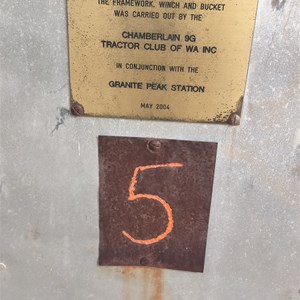 THE FRAMEWORK, WINCH AND BUCKET
WAS CARRIED OUT BY THE
CHAMBERLAIN 9G
TRACTOR CLUB OF WA INC
IN CONJUNCTION WITH THE
GRANITE PEAK STATION
MAY 2004
5